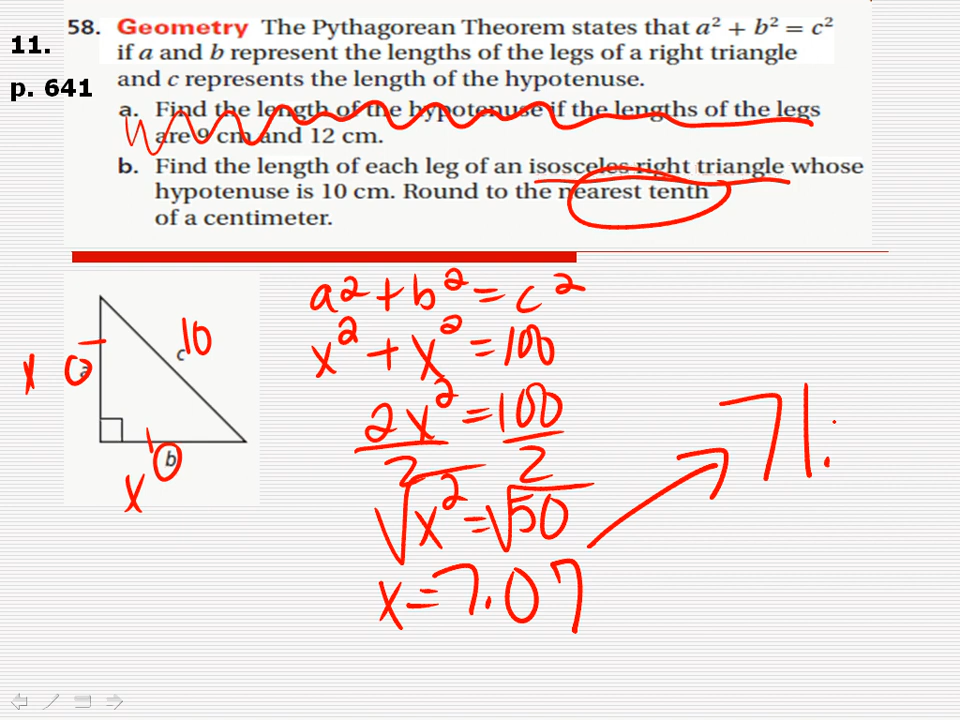 11.
p. 641
58. Geometry The Pythagorean Theorem states that a² + b² = c²
if a and b represent the lengths of the legs of a right triangle
and c represents the length of the hypotenuse.
a. Find the length of the hypotenuse if the lengths of the legs
are 9 cm and 12 cm.
b. Find the length of each leg of an isosceles right triangle whose
hypotenuse is 10 cm. Round to the nearest tenth
of a centimeter.
a² + b² = c²
x² + x² = 100
2x² = 100
2 2
√x² = √50
x = 7.07
71.
x a c 10
b
x